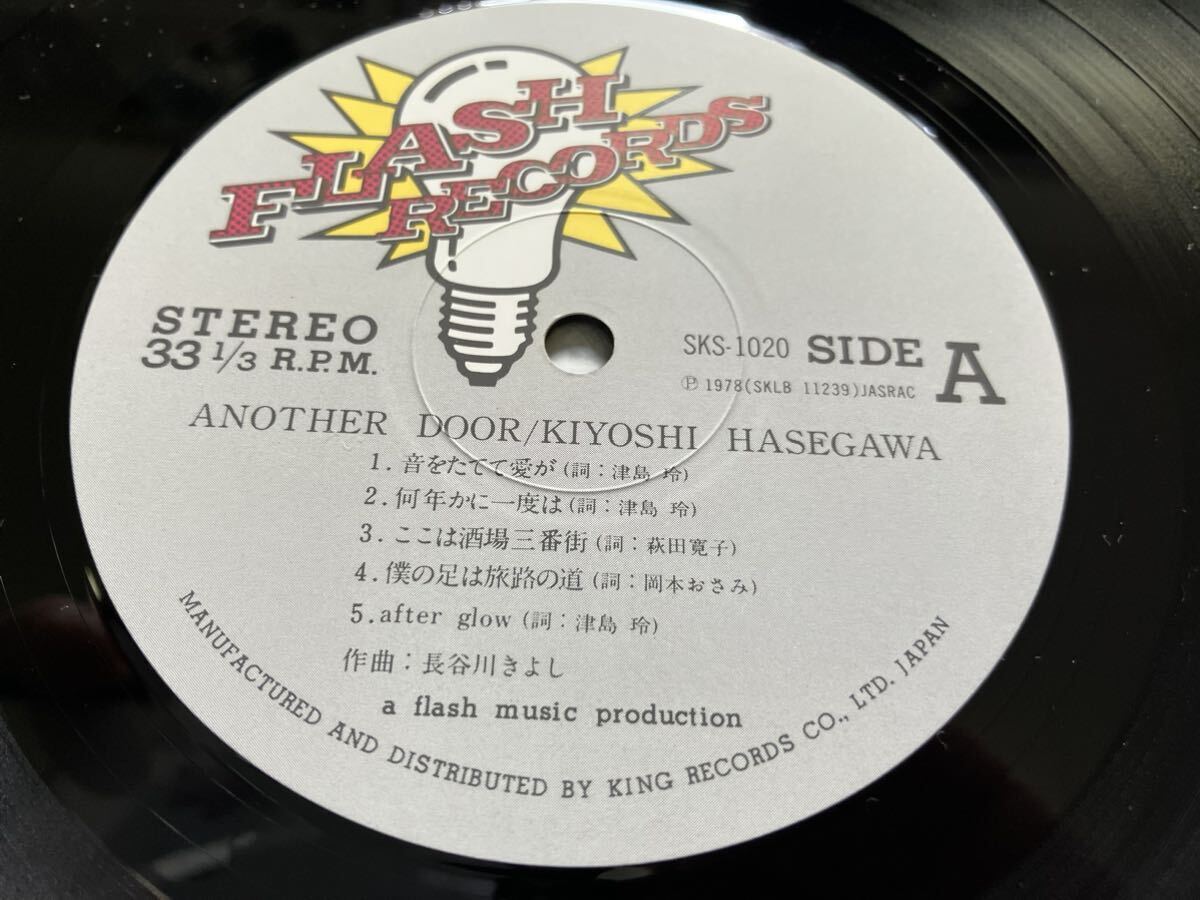 FLASH
RECORDS
STEREO
33 1/3 R.P.M.
SKS-1020 SIDE A
Ⓟ 1978(SKLB 11239)JASRAC
ANOTHER DOOR/KIYOSHI HASEGAWA
1. 音をたてて愛が (詞：津島 玲)
2. 何年かに一度は (詞：津島 玲)
3. ここは酒場三番街 (詞：萩田寛子)
4. 僕の足は旅路の道 (詞：岡本おさみ)
5. after glow (詞：津島 玲)
作曲：長谷川きよし
a flash music production
MANUFACTURED AND DISTRIBUTED BY KING RECORDS CO., LTD. JAPAN